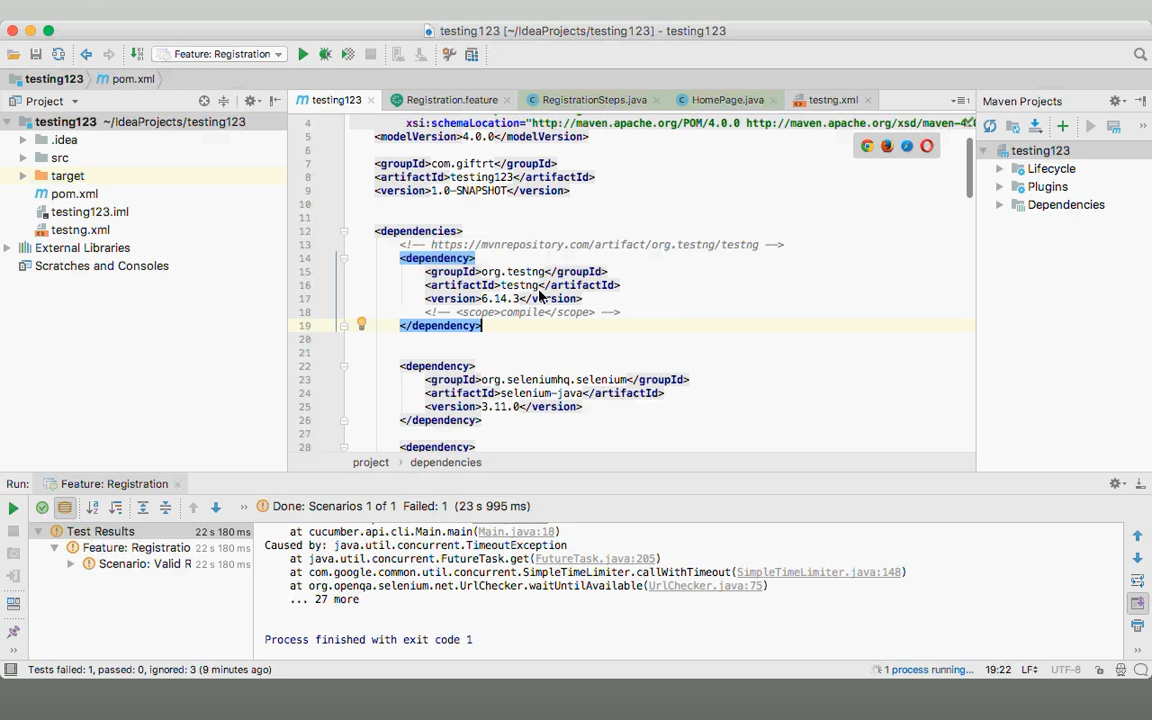 testing123 [~/IdeaProjects/testing123] - testing123
Feature: Registration
testing123
pom.xml
Project
testing123
Registration.feature
RegistrationSteps.java
HomePage.java
testng.xml
Maven Projects
testing123 ~/IdeaProjects/testing123
.idea
src
target
pom.xml
testing123.iml
testng.xml
External Libraries
Scratches and Consoles
4 xsi:schemaLocation="http://maven.apache.org/POM/4.0.0 http://maven.apache.org/xsd/maven-4.0
5 <modelVersion>4.0.0</modelVersion>
6
7 <groupId>com.giftrt</groupId>
8 <artifactId>testing123</artifactId>
9 <version>1.0-SNAPSHOT</version>
10
11
12 <dependencies>
13 <!-- https://mvnrepository.com/artifact/org.testng/testng -->
14 <dependency>
15 <groupId>org.testng</groupId>
16 <artifactId>testng</artifactId>
17 <version>6.14.3</version>
18 <!-- <scope>compile</scope> -->
19 </dependency>
20
21
22 <dependency>
23 <groupId>org.seleniumhq.selenium</groupId>
24 <artifactId>selenium-java</artifactId>
25 <version>3.11.0</version>
26 </dependency>
27
28 <dependency>
project › dependencies
testing123
Lifecycle
Plugins
Dependencies
Run: Feature: Registration
Done: Scenarios 1 of 1 Failed: 1 (23 s 995 ms)
Test Results 22 s 180 ms
Feature: Registratio 22 s 180 ms
Scenario: Valid R 22 s 180 ms
at cucumber.api.cli.Main.main(Main.java:18)
Caused by: java.util.concurrent.TimeoutException
at java.util.concurrent.FutureTask.get(FutureTask.java:205)
at com.google.common.util.concurrent.SimpleTimeLimiter.callWithTimeout(SimpleTimeLimiter.java:148)
at org.openqa.selenium.net.UrlChecker.waitUntilAvailable(UrlChecker.java:75)
... 27 more
Process finished with exit code 1
Tests failed: 1, passed: 0, ignored: 3 (9 minutes ago)
1 process running...
19:22
LF
UTF-8